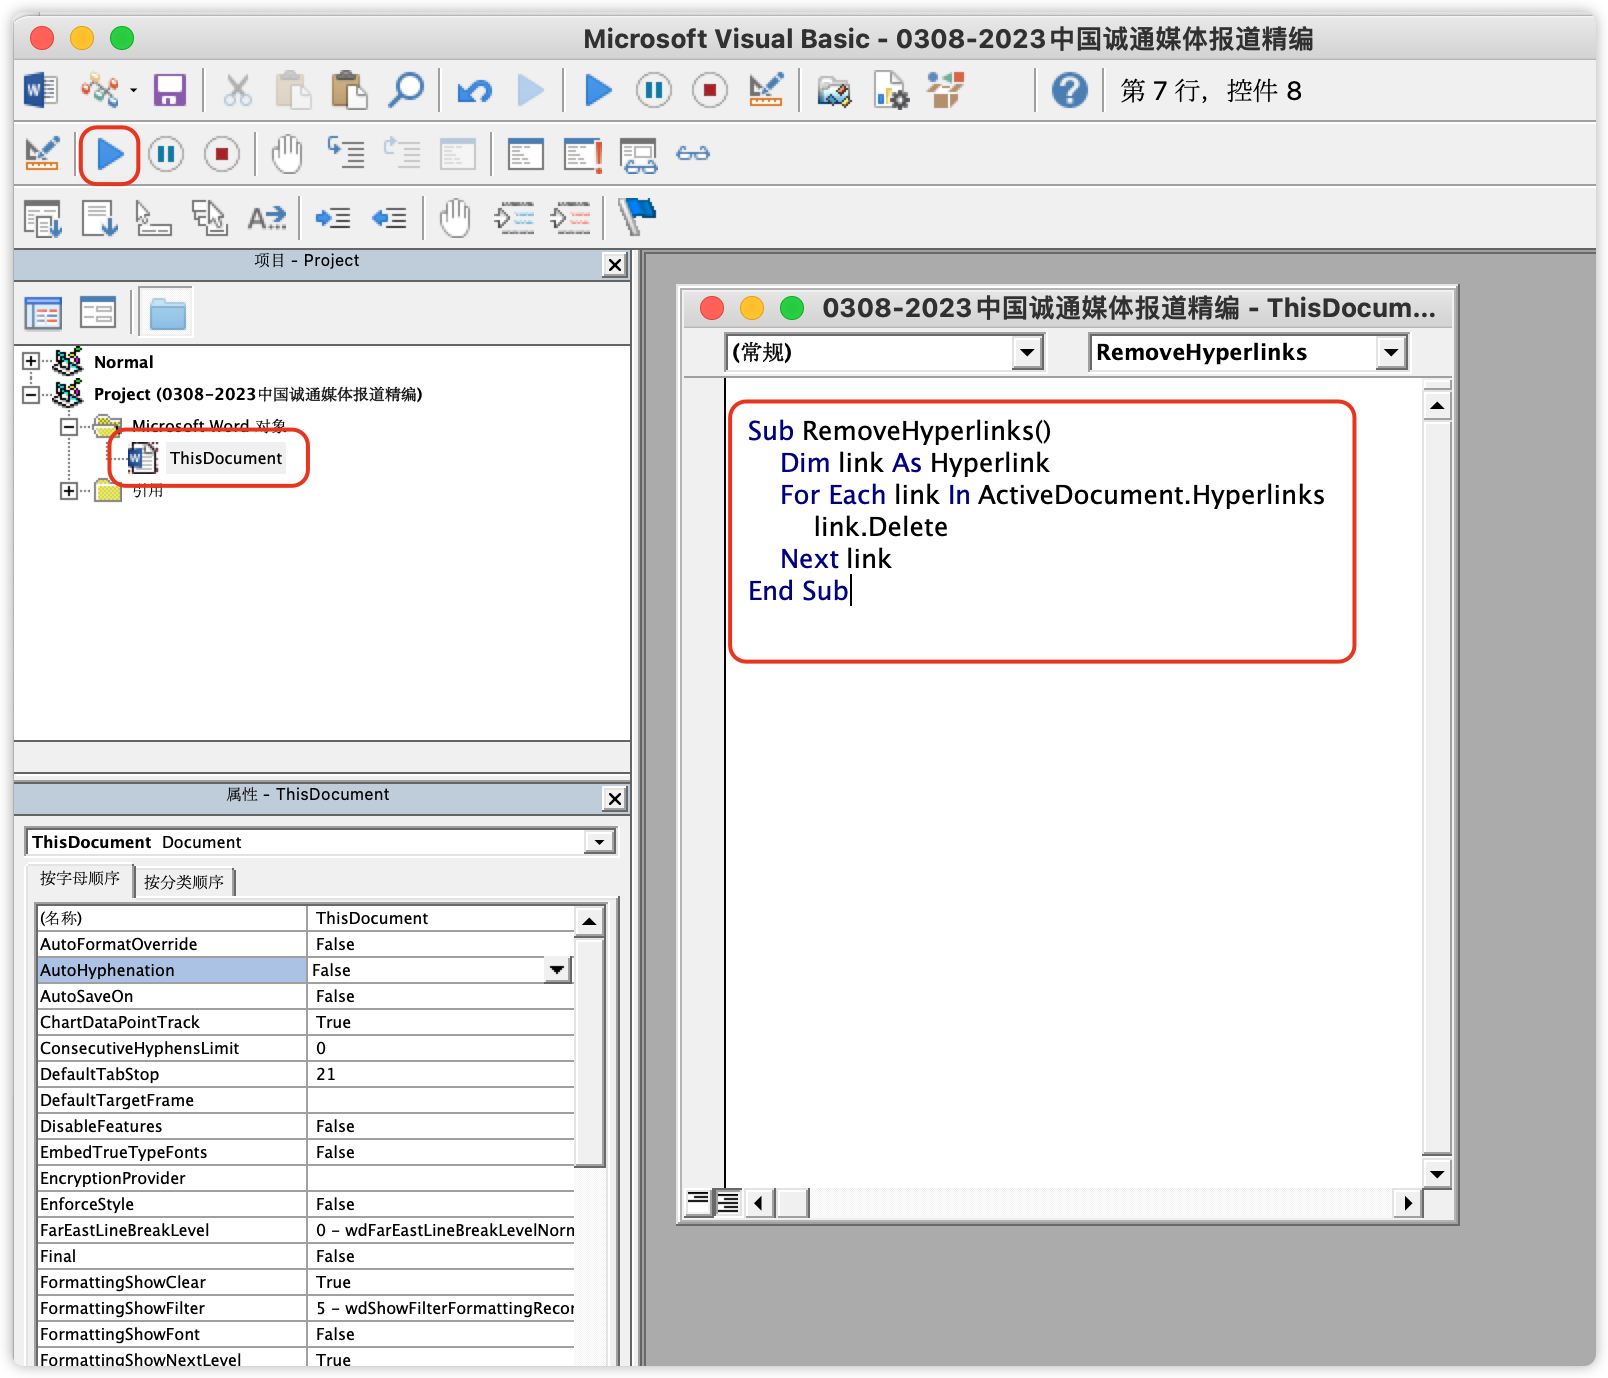 Microsoft Visual Basic - 0308-2023中国诚通媒体报道精编
第 7 行，控件 8
项目 - Project
Normal
Project (0308-2023中国诚通媒体报道精编)
Microsoft Word 对象
ThisDocument
引用
属性 - ThisDocument
ThisDocument Document
按字母顺序 按分类顺序
(名称) ThisDocument
AutoFormatOverride False
AutoHyphenation False
AutoSaveOn False
ChartDataPointTrack True
ConsecutiveHyphensLimit 0
DefaultTabStop 21
DefaultTargetFrame
DisableFeatures False
EmbedTrueTypeFonts False
EncryptionProvider
EnforceStyle False
FarEastLineBreakLevel 0 - wdFarEastLineBreakLevelNorn
Final False
FormattingShowClear True
FormattingShowFilter 5 - wdShowFilterFormattingRecor
FormattingShowFont False
FormattingShowNextLevel True
0308-2023中国诚通媒体报道精编 - ThisDocum...
(常规) RemoveHyperlinks
Sub RemoveHyperlinks()
Dim link As Hyperlink
For Each link In ActiveDocument.Hyperlinks
link.Delete
Next link
End Sub